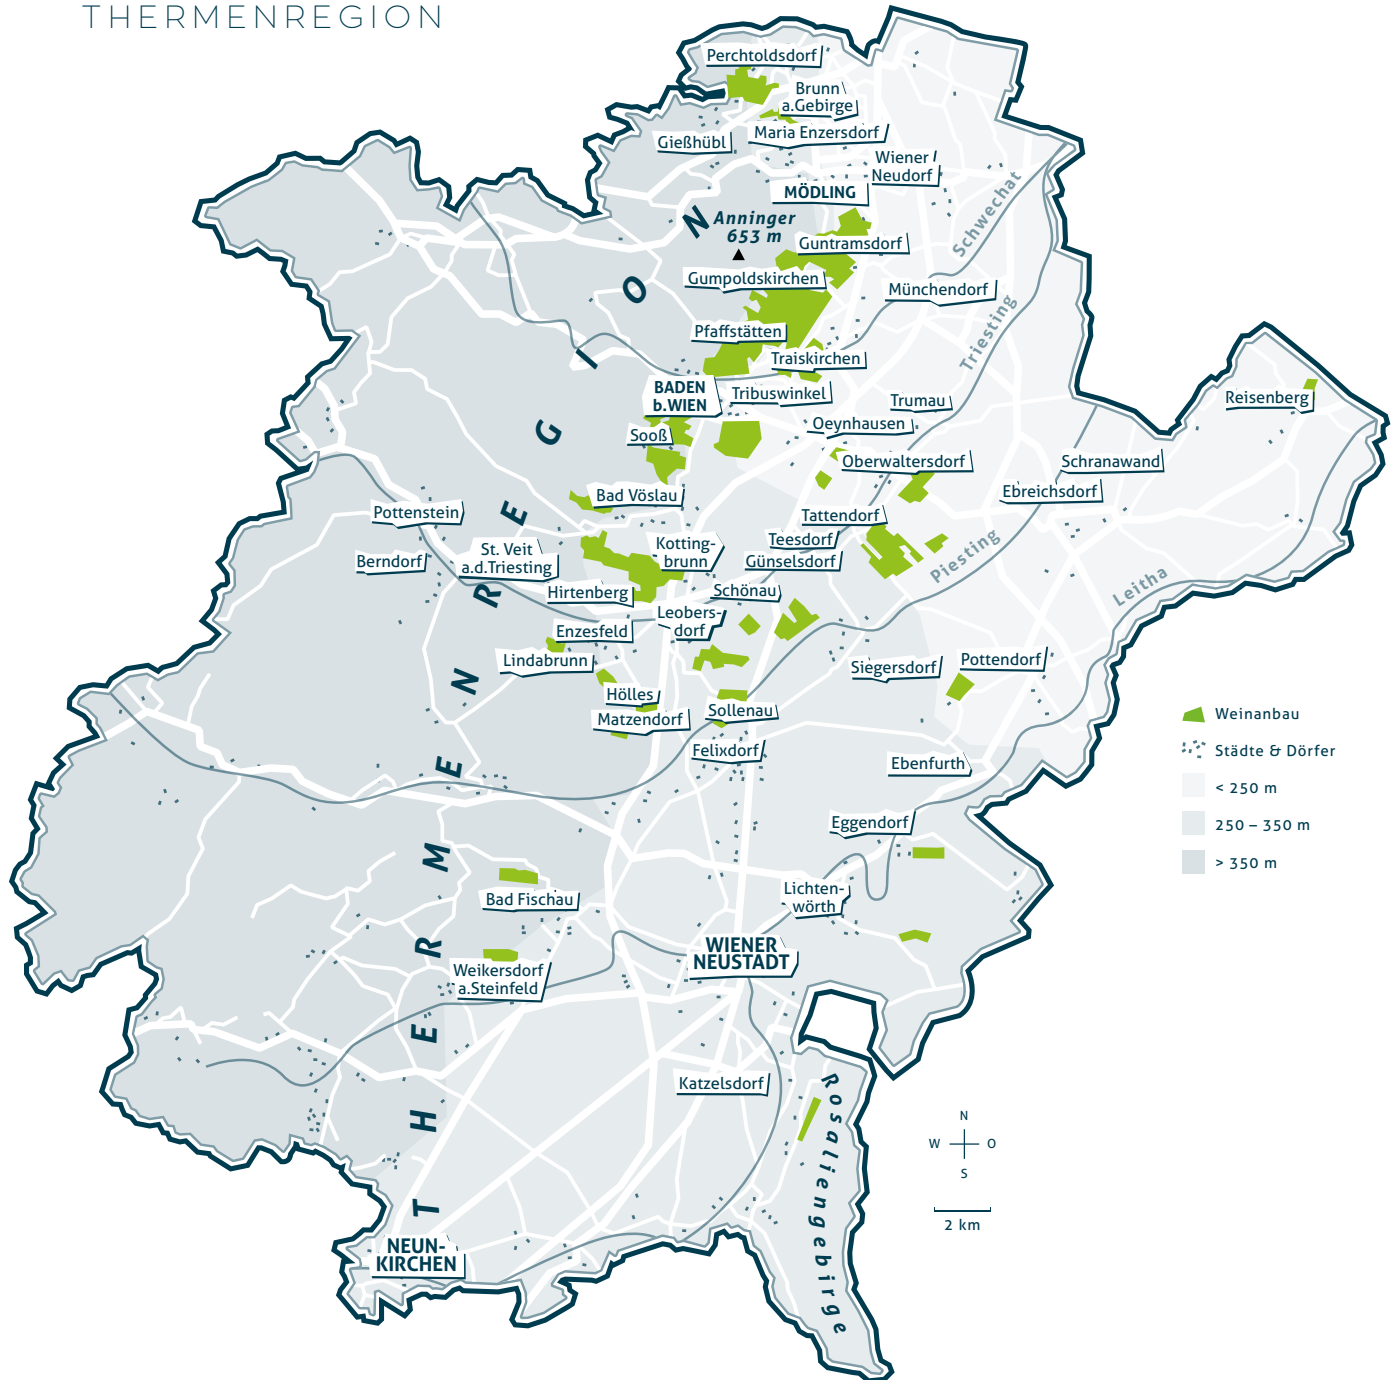 THERMENREGION
Perchtoldsdorf
Brunn
a.Gebirge
Maria Enzersdorf
Gießhübl
Wiener
Neudorf
MÖDLING
Schwechat
Anninger
653 m
Guntramsdorf
Gumpoldskirchen
Münchendorf
Triesting
Pfaffstätten
Traiskirchen
BADEN
b.WIEN
Tribuswinkel
Trumau
Reisenberg
Oeynhausen
Sooß
Oberwaltersdorf
Schranawand
Ebreichsdorf
Bad Vöslau
Pottenstein
Tattendorf
Teesdorf
Kotting-
brunn
Günselsdorf
Piesting
St. Veit
a.d.Triesting
Berndorf
Leitha
Hirtenberg
Schönau
Leobers-
dorf
Enzesfeld
Lindabrunn
Siegersdorf
Pottendorf
Hölles
Matzendorf
Sollenau
Felixdorf
Ebenfurth
Eggendorf
Bad Fischau
Lichten-
wörth
WIENER
NEUSTADT
Weikersdorf
a.Steinfeld
Katzelsdorf
Rosaliengebirge
NEUN-
KIRCHEN
THERMENREGION
Weinanbau
Städte & Dörfer
< 250 m
250 – 350 m
> 350 m
N
W O
S
2 km